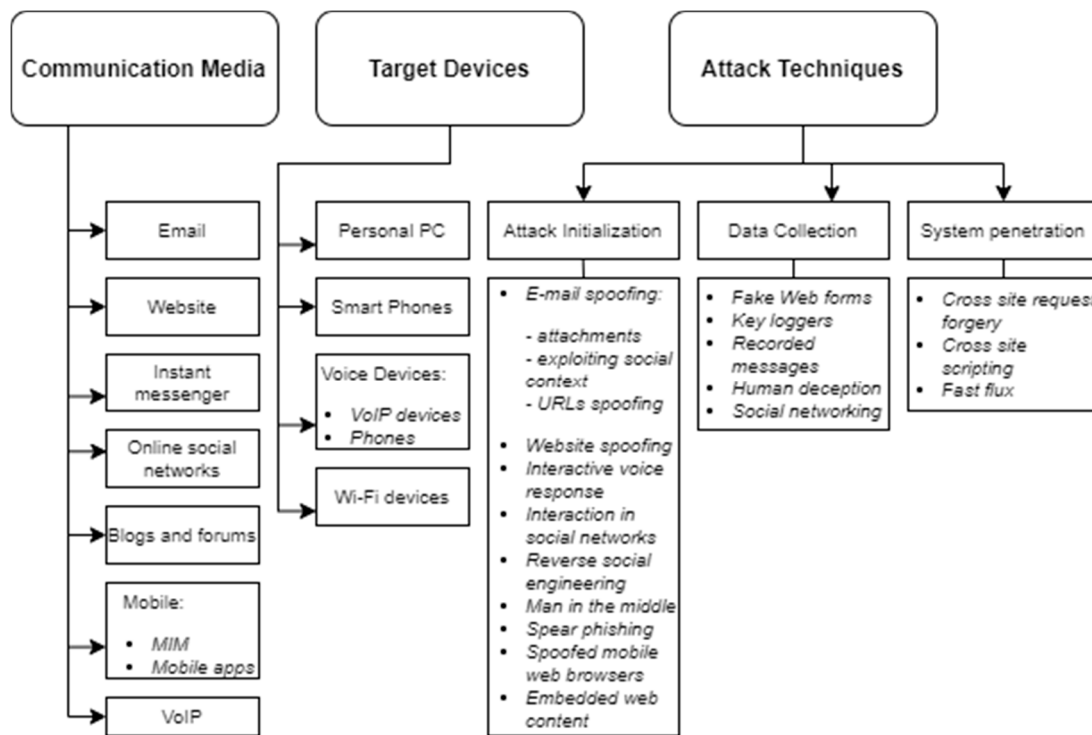 Communication Media
Target Devices
Attack Techniques
Email
Website
Instant
messenger
Online social
networks
Blogs and forums
Mobile:
• MIM
• Mobile apps
VoIP
Personal PC
Smart Phones
Voice Devices:
• VoIP devices
• Phones
Wi-Fi devices
Attack Initialization
• E-mail spoofing:
- attachments
- exploiting social
context
- URLs spoofing
• Website spoofing
• Interactive voice
response
• Interaction in
social networks
• Reverse social
engineering
• Man in the middle
• Spear phishing
• Spoofed mobile
web browsers
• Embedded web
content
Data Collection
• Fake Web forms
• Key loggers
• Recorded
messages
• Human deception
• Social networking
System penetration
• Cross site request
forgery
• Cross site
scripting
• Fast flux